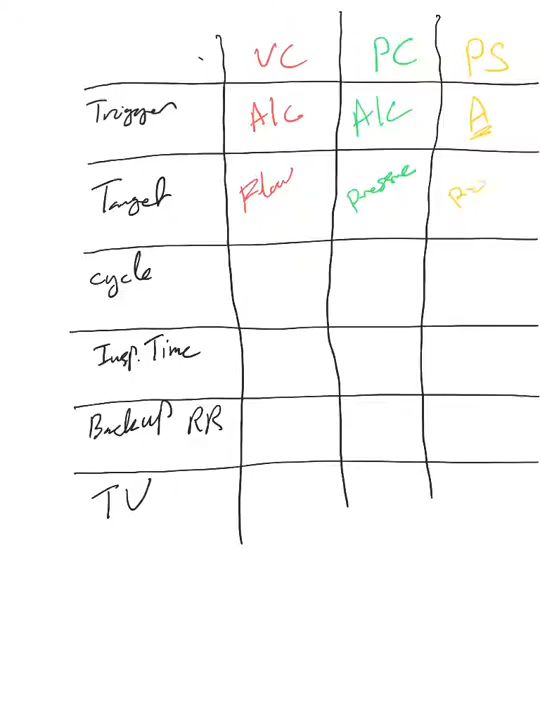 VC PC PS
Trigger A/C A/C A
Target Flow pressure
cycle
Insp. Time
Backup RR
TV